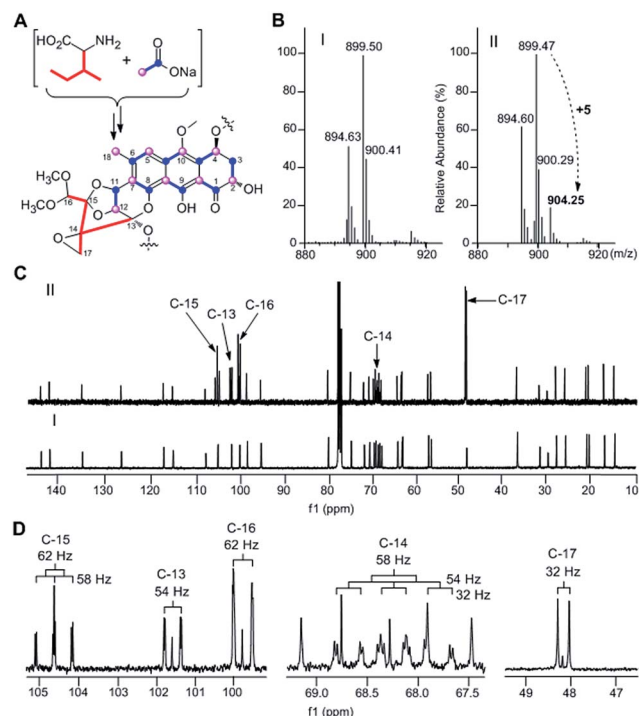 A
HO₂C
NH₂
+
O
ONa
18
6
5
10
4
3
O
O
11
7
8
9
1
2
OH
H₃CO
16
O
15
H₃CO
O
12
O
OH
O
O
14
13
O
17
B
I
II
Relative Abundance (%)
100
80
60
40
20
0
899.50
894.63
900.41
880
900
920
100
80
60
40
20
0
899.47
+5
894.60
900.29
904.25
880
900
920 (m/z)
C
II
C-15
C-13
C-16
C-14
C-17
I
140 130 120 110 100 90 80 70 60 50 40 30 20 10
f1 (ppm)
D
C-15
62 Hz
58 Hz
C-13
54 Hz
C-16
62 Hz
C-14
58 Hz
54 Hz
32 Hz
C-17
32 Hz
105 104 103 102 101 100
69.0 68.5 68.0 67.5
49 48 47
f1 (ppm)